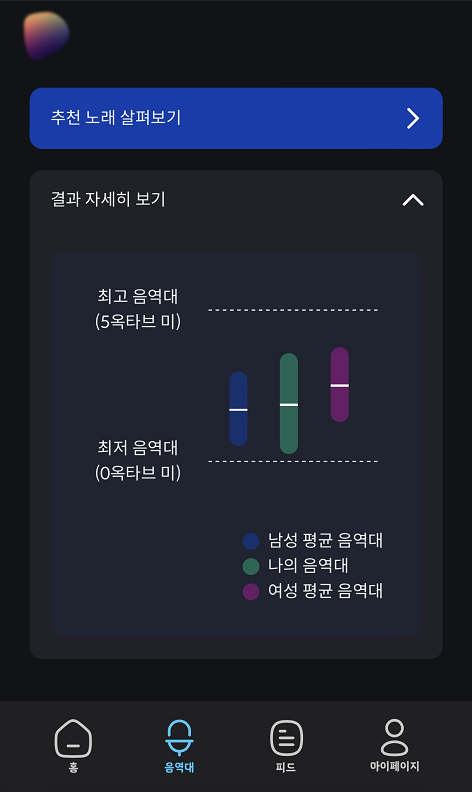 추천 노래 살펴보기
결과 자세히 보기
최고 음역대
(5옥타브 미)
최저 음역대
(0옥타브 미)
남성 평균 음역대
나의 음역대
여성 평균 음역대
홈
음역대
피드
마이페이지